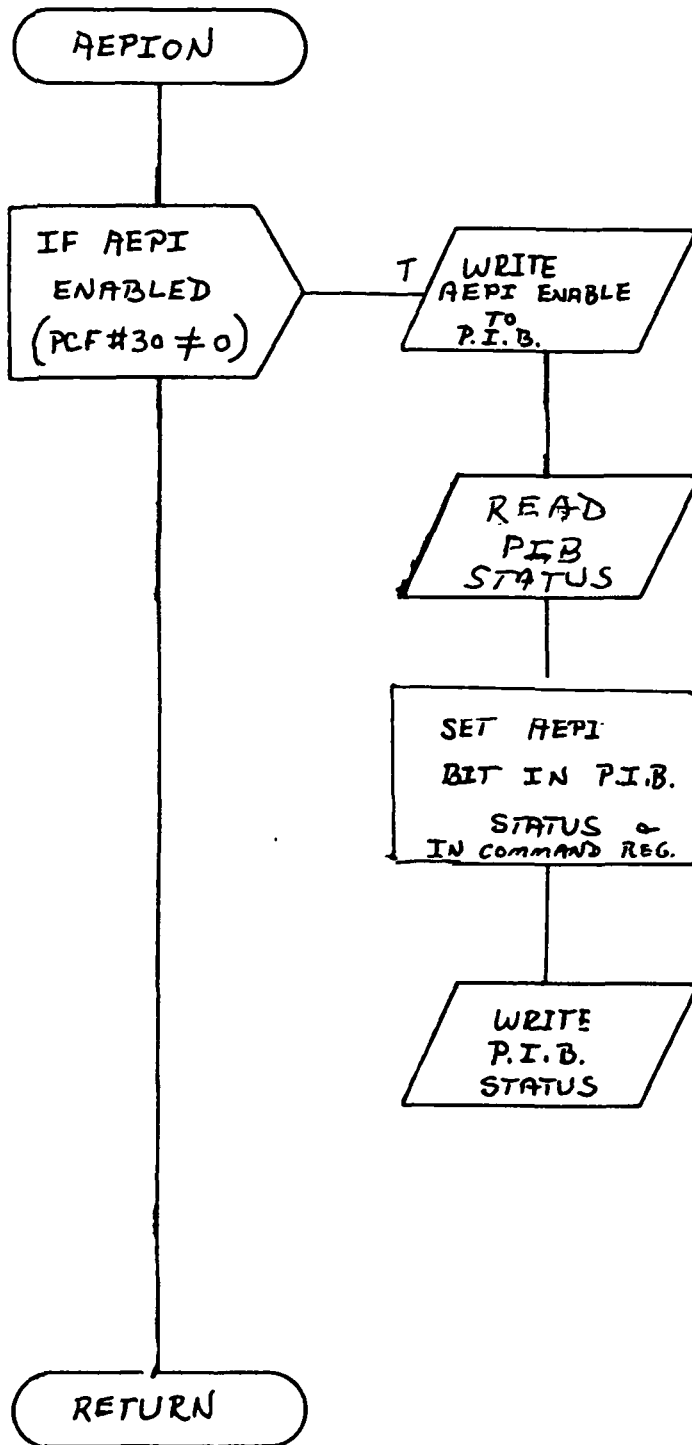 AEPION
IF AEPI
ENABLED
(PCF#30 ≠ 0)
T
WRITE
AEPI ENABLE
TO
P.I.B.
READ
PIB
STATUS
SET AEPI
BIT IN P.I.B.
STATUS &
IN COMMAND REG.
WRITE
P.I.B.
STATUS
RETURN